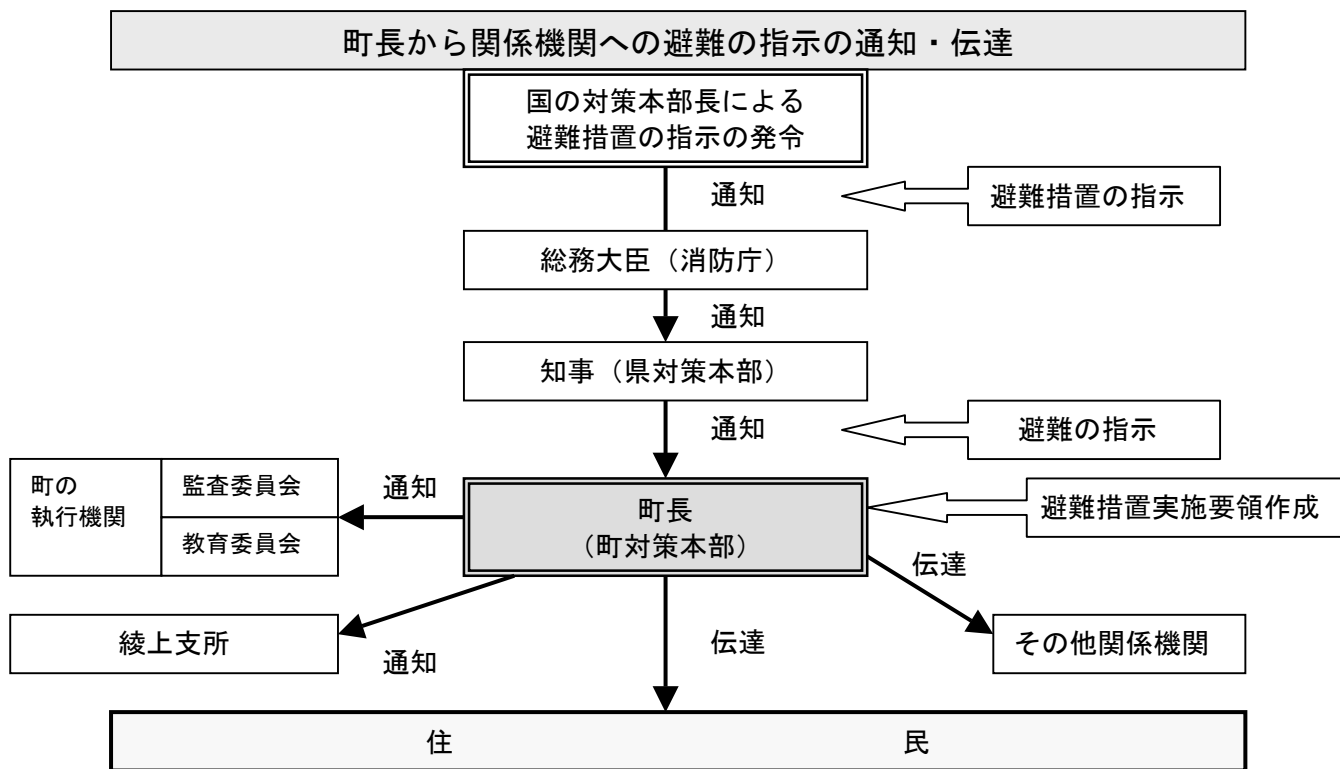 町長から関係機関への避難の指示の通知・伝達
国の対策本部長による
避難措置の指示の発令
通知
避難措置の指示
総務大臣（消防庁）
通知
知事（県対策本部）
通知
避難の指示
町の
執行機関
監査委員会
教育委員会
通知
町長
（町対策本部）
避難措置実施要領作成
伝達
綾上支所
通知
伝達
その他関係機関
住　民